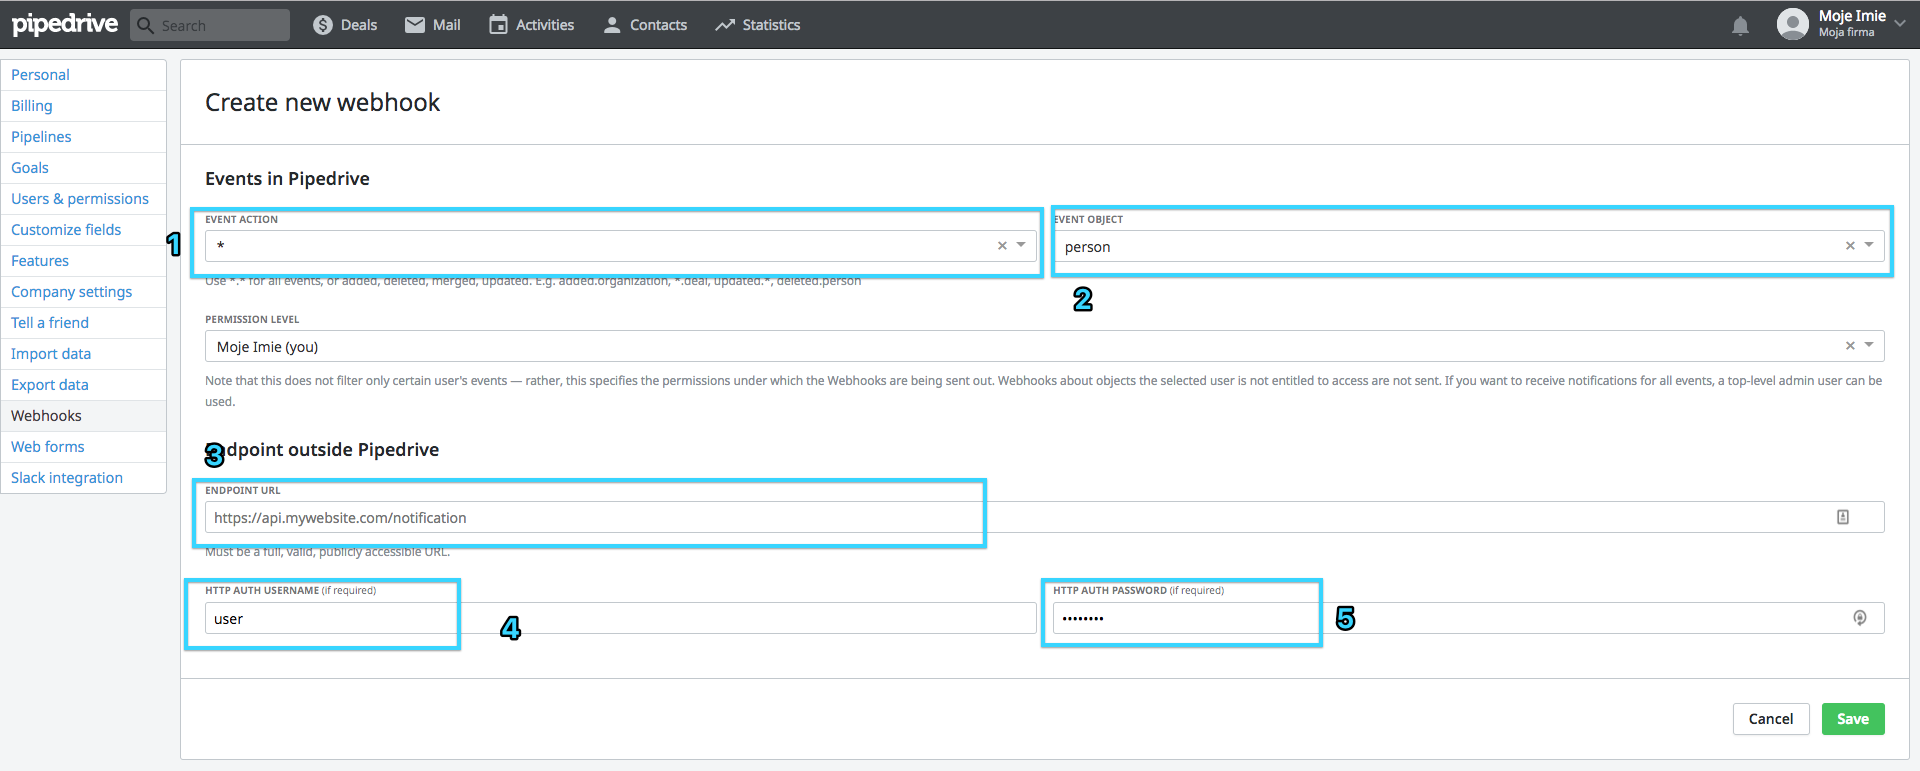 pipedrive Search Deals Mail Activities Contacts Statistics Moje Imie
Moja firma
Personal
Billing
Pipelines
Goals
Users & permissions
Customize fields
Features
Company settings
Tell a friend
Import data
Export data
Webhooks
Web forms
Slack integration
Create new webhook
Events in Pipedrive
EVENT ACTION EVENT OBJECT
1 * person
Use *.* for all events, or added, deleted, merged, updated. E.g. added.organization, *.deal, updated.*, deleted.person
2
PERMISSION LEVEL
Moje Imie (you)
Note that this does not filter only certain user's events — rather, this specifies the permissions under which the Webhooks are being sent out. Webhooks about objects the selected user is not entitled to access are not sent. If you want to receive notifications for all events, a top-level admin user can be
used.
3
Endpoint outside Pipedrive
ENDPOINT URL
https://api.mywebsite.com/notification
Must be a full, valid, publicly accessible URL.
HTTP AUTH USERNAME (if required) HTTP AUTH PASSWORD (if required)
user 4 •••••••• 5
Cancel Save